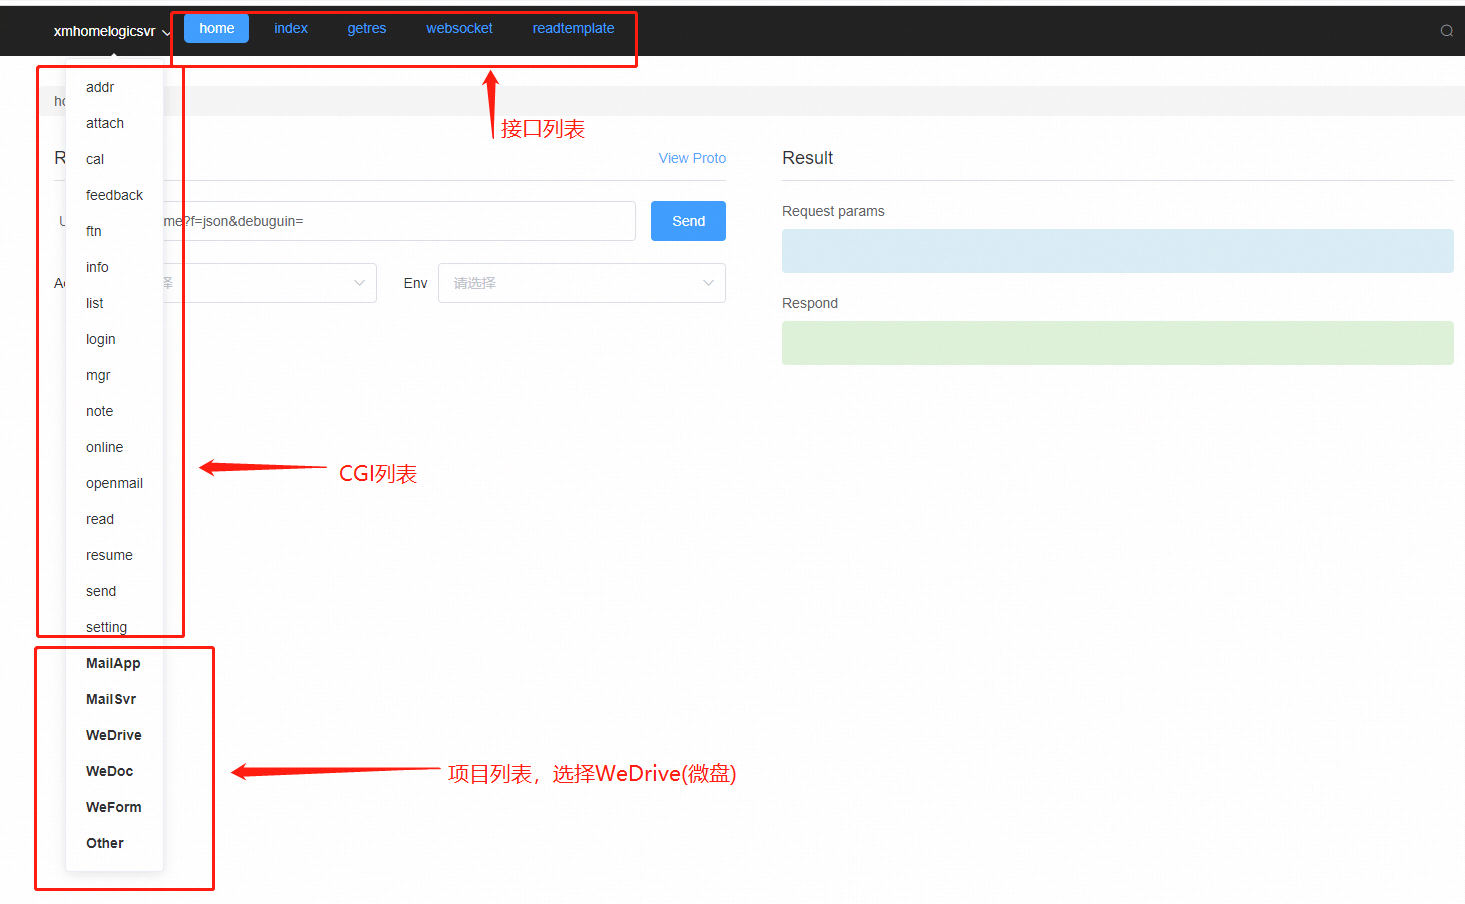 xmhomelogicsvr home index getres websocket readtemplate
接口列表
addr
attach
cal
feedback
ftn
info
list
login
mgr
note
online
openmail
read
resume
send
setting
MailApp
MailSvr
WeDrive
WeDoc
WeForm
Other
CGI列表
项目列表，选择WeDrive(微盘)
View Proto
me?f=json&debuguin=
Send
Env 请选择
Result
Request params
Respond